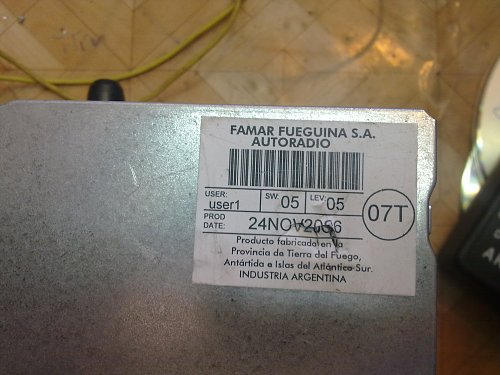 FAMAR FUEGUINA S.A.
AUTORADIO
USER: user1
SW: 05
LEV: 05
07T
PROD DATE: 24NOV2006
Producto fabricado en la
Provincia de Tierra del Fuego,
Antártida e Islas del Atlántico Sur.
INDUSTRIA ARGENTINA